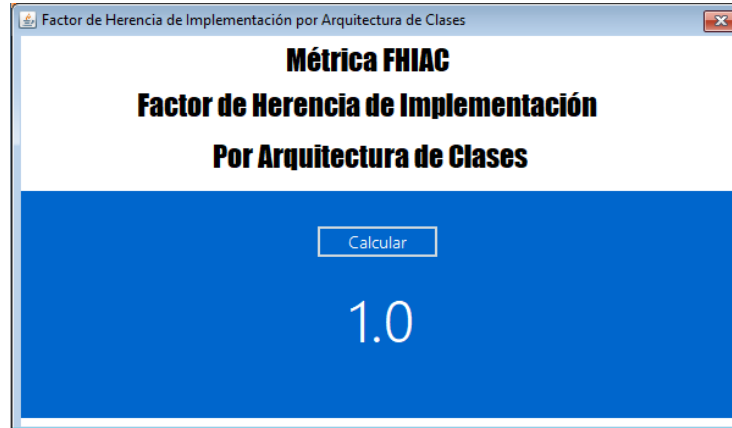 Factor de Herencia de Implementación por Arquitectura de Clases
Métrica FHIAC
Factor de Herencia de Implementación
Por Arquitectura de Clases
Calcular
1.0